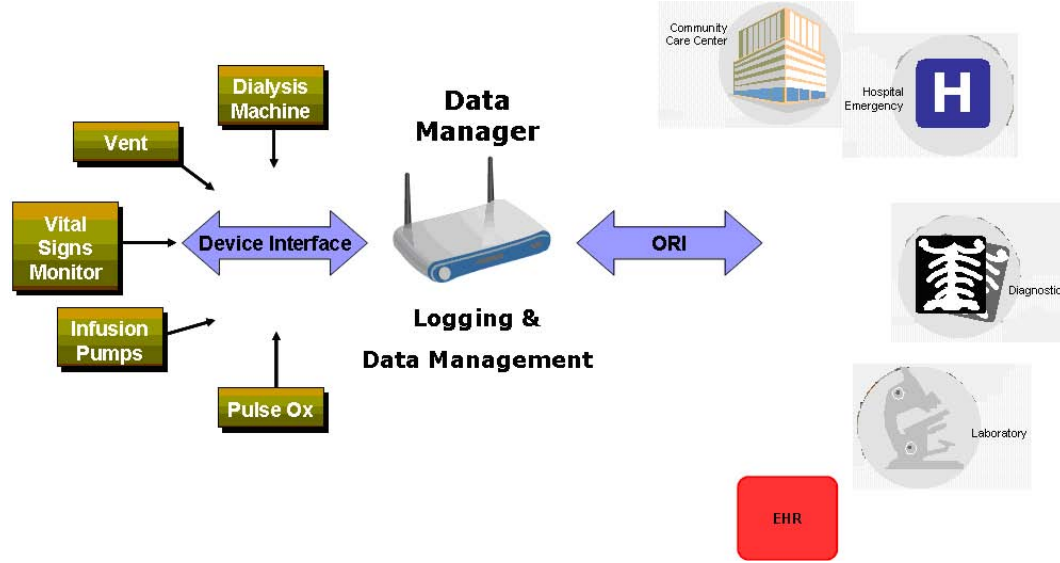 Community
Care Center
Hospital
Emergency
H
Dialysis
Machine
Data
Manager
Vent
Vital
Signs
Monitor
Device Interface
ORI
Diagnostic
Infusion
Pumps
Logging &
Data Management
Pulse Ox
Laboratory
EHR